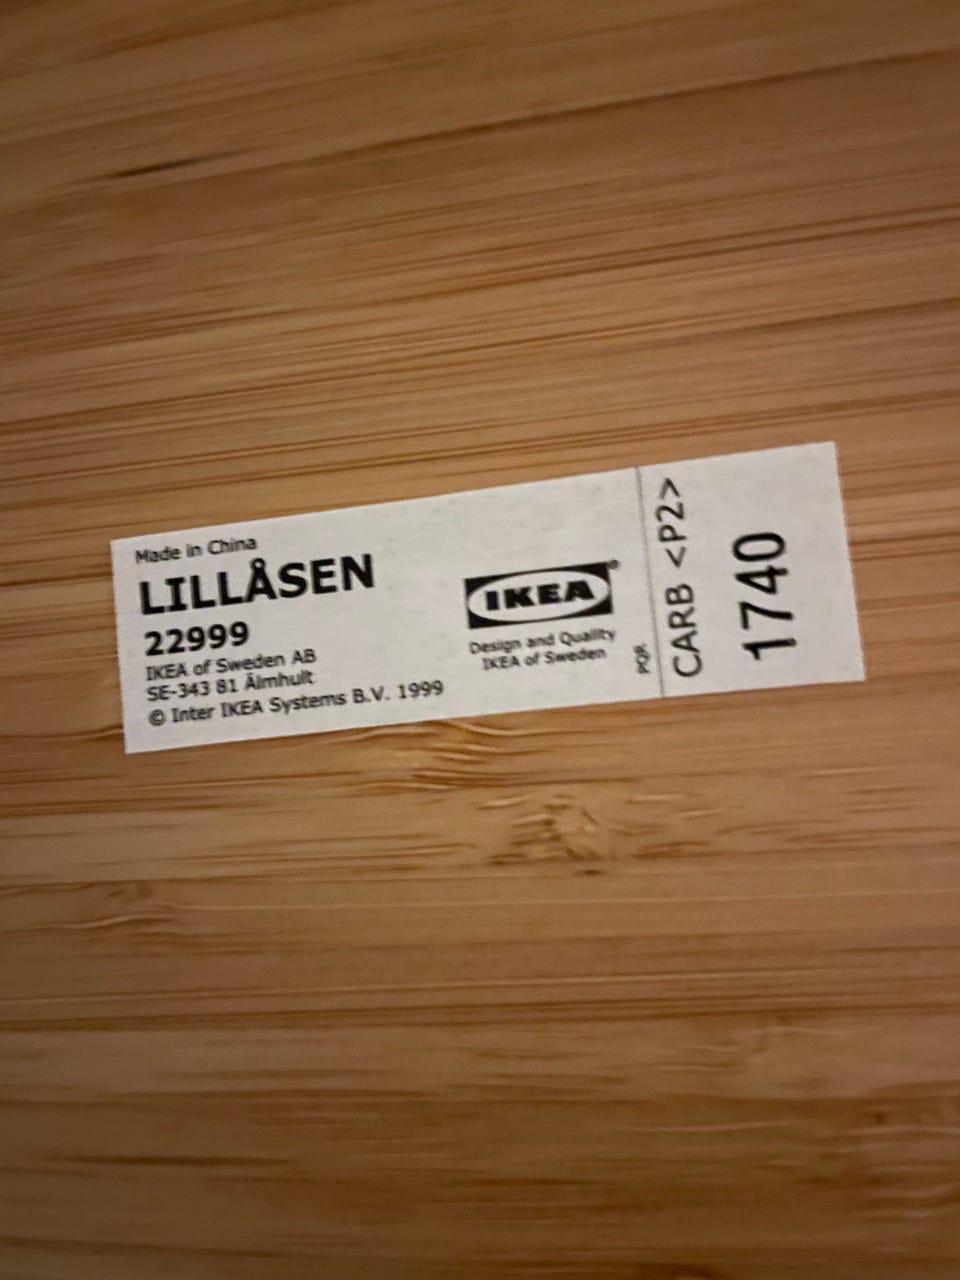 Made in China
LILLÅSEN
22999
IKEA of Sweden AB
SE-343 81 Älmhult
© Inter IKEA Systems B.V. 1999
IKEA®
Design and Quality
IKEA of Sweden
PQR
CARB <P2>
1740